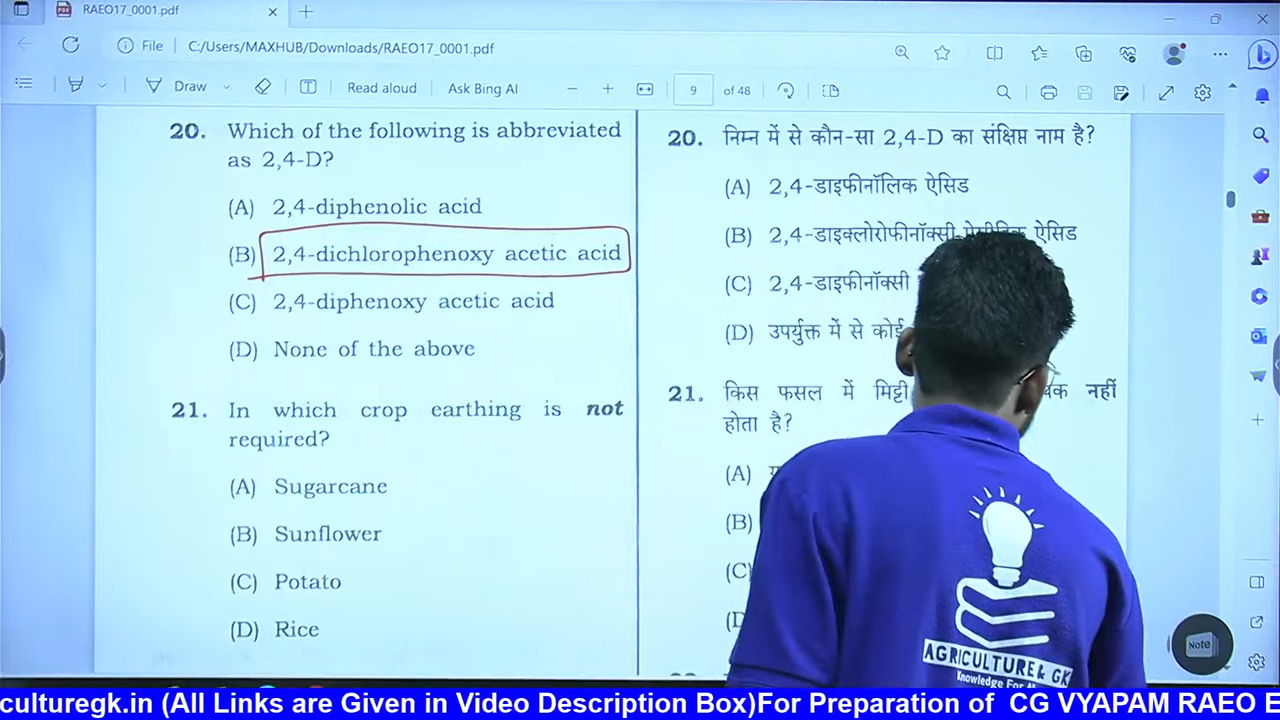 RAEO17_0001.pdf
File
C:/Users/MAXHUB/Downloads/RAEO17_0001.pdf
Draw
Read aloud
Ask Bing AI
9
of 48
20. Which of the following is abbreviated
as 2,4-D?
(A) 2,4-diphenolic acid
(B) 2,4-dichlorophenoxy acetic acid
(C) 2,4-diphenoxy acetic acid
(D) None of the above
21. In which crop earthing is not
required?
(A) Sugarcane
(B) Sunflower
(C) Potato
(D) Rice
20. निम्न में से कौन-सा 2,4-D का संक्षिप्त नाम है?
(A) 2,4-डाइफीनॉलिक ऐसिड
(B) 2,4-डाइक्लोरोफीनॉक्सी ऐसिड
(C) 2,4-डाइफीनॉक्सी
(D) उपर्युक्त में से कोई
21. किस फसल में मिट्टी नहीं
होता है?
(A)
(B)
(C)
Note
AGRICULTURE & GK
Knowledge For
culturegk.in (All Links are Given in Video Description Box)For Preparation of CG VYAPAM RAEO E